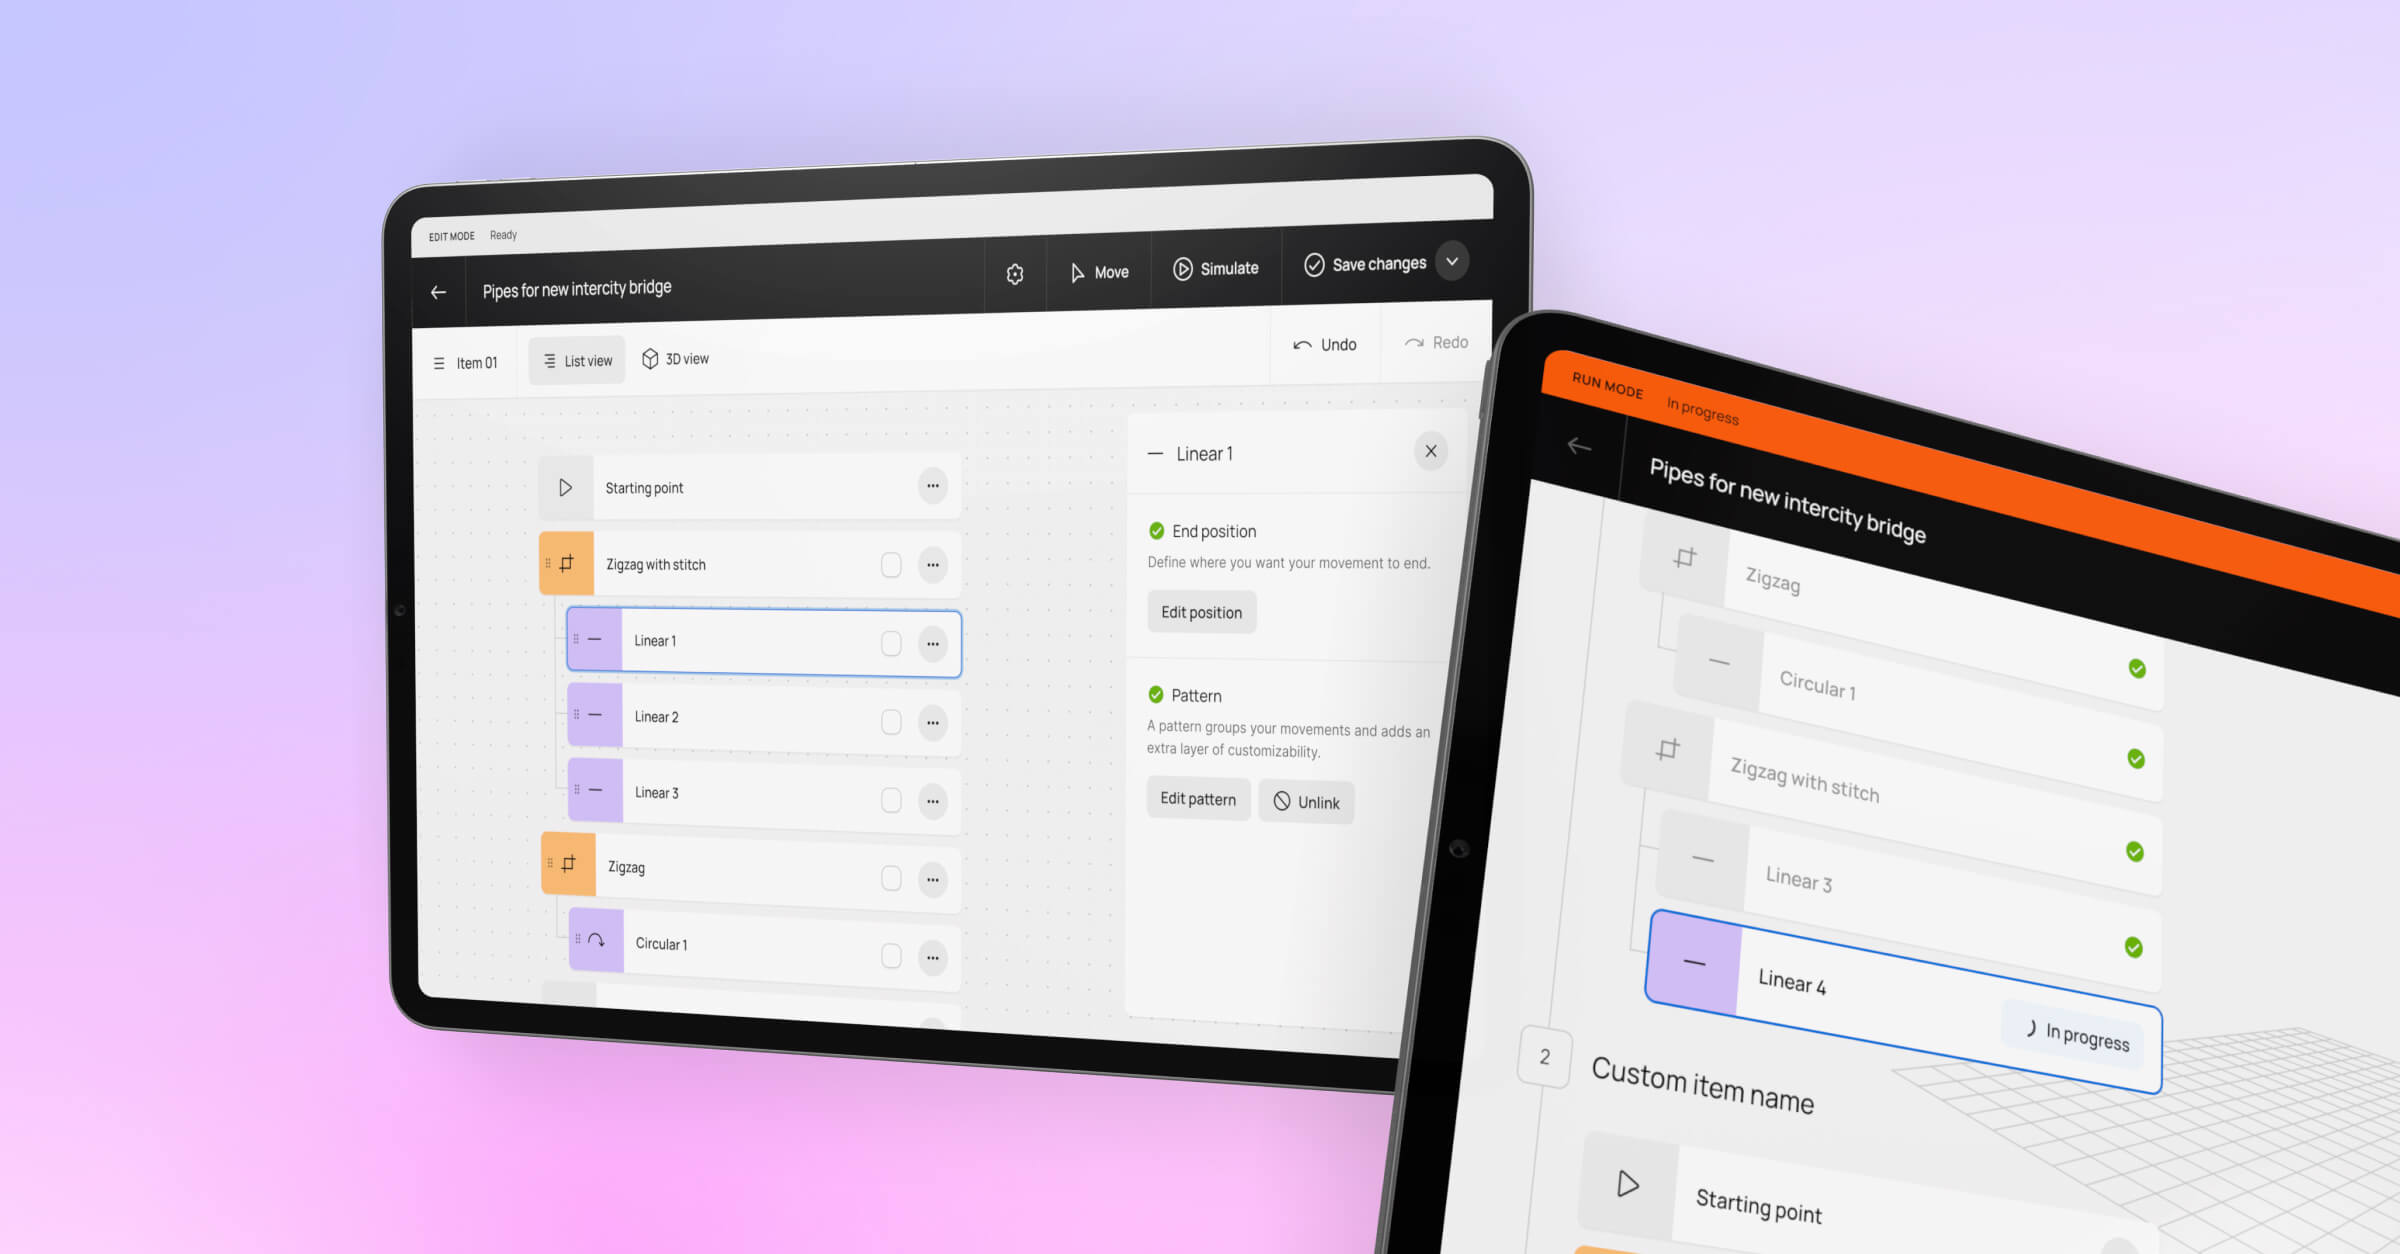 EDIT MODE Ready
Pipes for new intercity bridge
Move
Simulate
Save changes
Item 01
List view
3D view
Undo
Redo
Starting point
Zigzag with stitch
Linear 1
Linear 2
Linear 3
Zigzag
Circular 1
Linear 1
End position
Define where you want your movement to end.
Edit position
Pattern
A pattern groups your movements and adds an
extra layer of customizability.
Edit pattern
Unlink
RUN MODE In progress
Pipes for new intercity bridge
Zigzag
Circular 1
Zigzag with stitch
Linear 3
Linear 4
In progress
2
Custom item name
Starting point